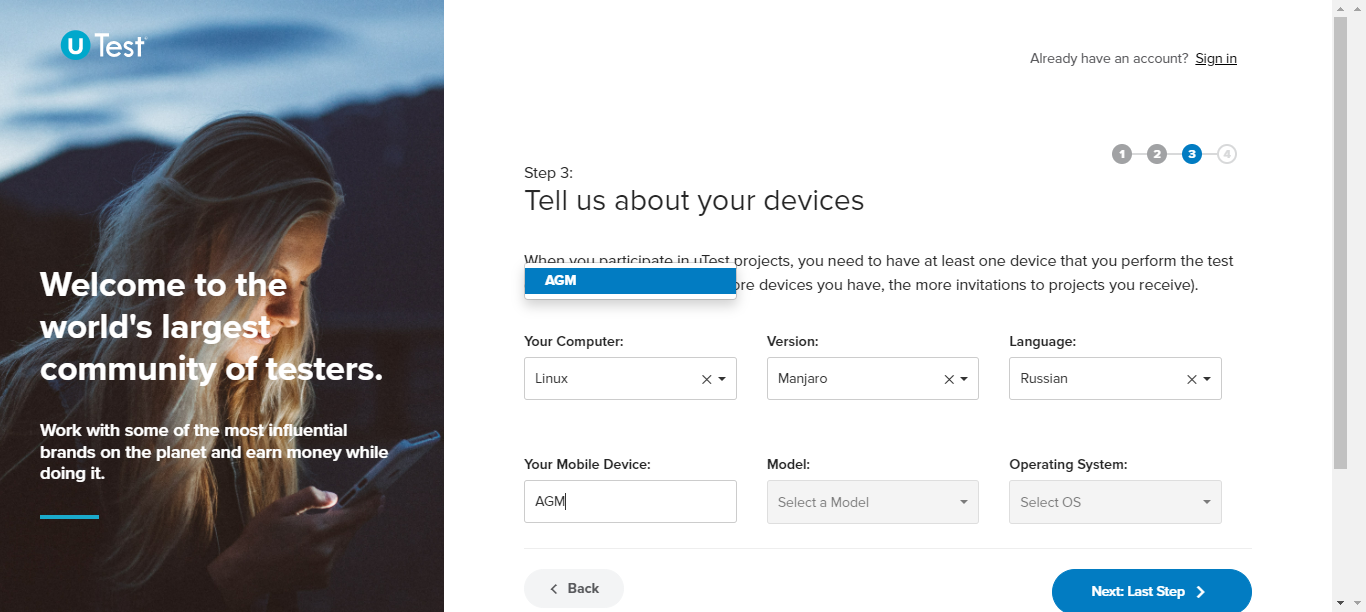 uTest
Already have an account? Sign in
1 2 3 4
Step 3:
Tell us about your devices
When you participate in uTest projects, you need to have at least one device that you perform the test
AGM
ore devices you have, the more invitations to projects you receive).
Welcome to the
world's largest
community of testers.
Work with some of the most influential
brands on the planet and earn money while
doing it.
Your Computer: Version: Language:
Linux Manjaro Russian
Your Mobile Device: Model: Operating System:
AGM Select a Model Select OS
Back Next: Last Step